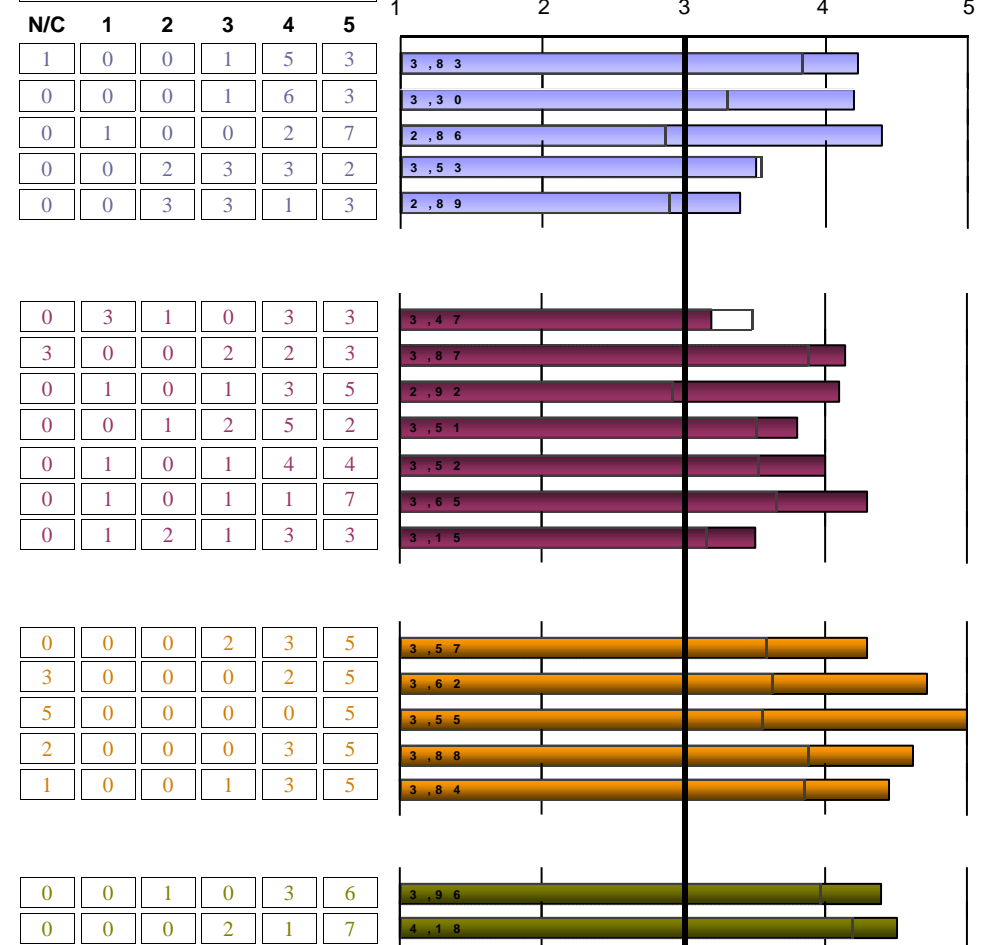 1 2 3 4 5
N/C 1 2 3 4 5
1 0 0 1 5 3 3,83
0 0 0 1 6 3 3,30
0 1 0 0 2 7 2,86
0 0 2 3 3 2 3,53
0 0 3 3 1 3 2,89
0 3 1 0 3 3 3,47
3 0 0 2 2 3 3,87
0 1 0 1 3 5 2,92
0 0 1 2 5 2 3,51
0 1 0 1 4 4 3,52
0 1 0 1 1 7 3,65
0 1 2 1 3 3 3,15
0 0 0 2 3 5 3,57
3 0 0 0 2 5 3,62
5 0 0 0 0 5 3,55
2 0 0 0 3 5 3,88
1 0 0 1 3 5 3,84
0 0 1 0 3 6 3,96
0 0 0 2 1 7 4,18